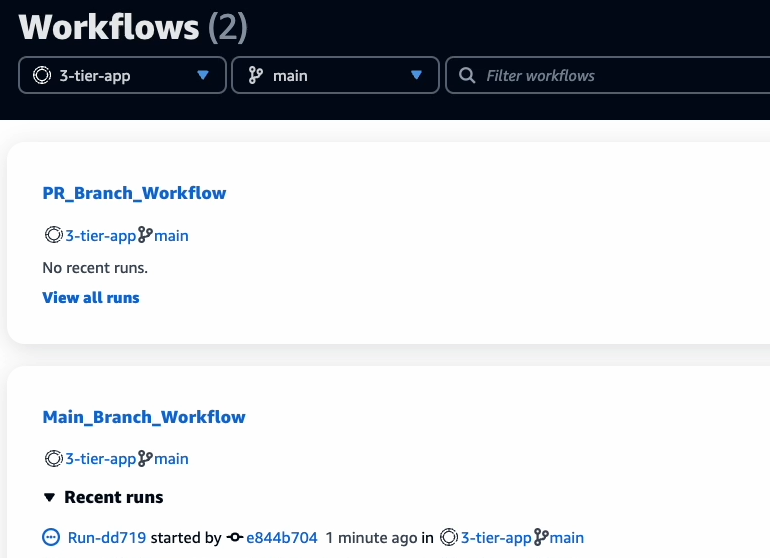 Workflows (2)
3-tier-app main Filter workflows
PR_Branch_Workflow
3-tier-app main
No recent runs.
View all runs
Main_Branch_Workflow
3-tier-app main
Recent runs
Run-dd719 started by e844b704 1 minute ago in 3-tier-app main